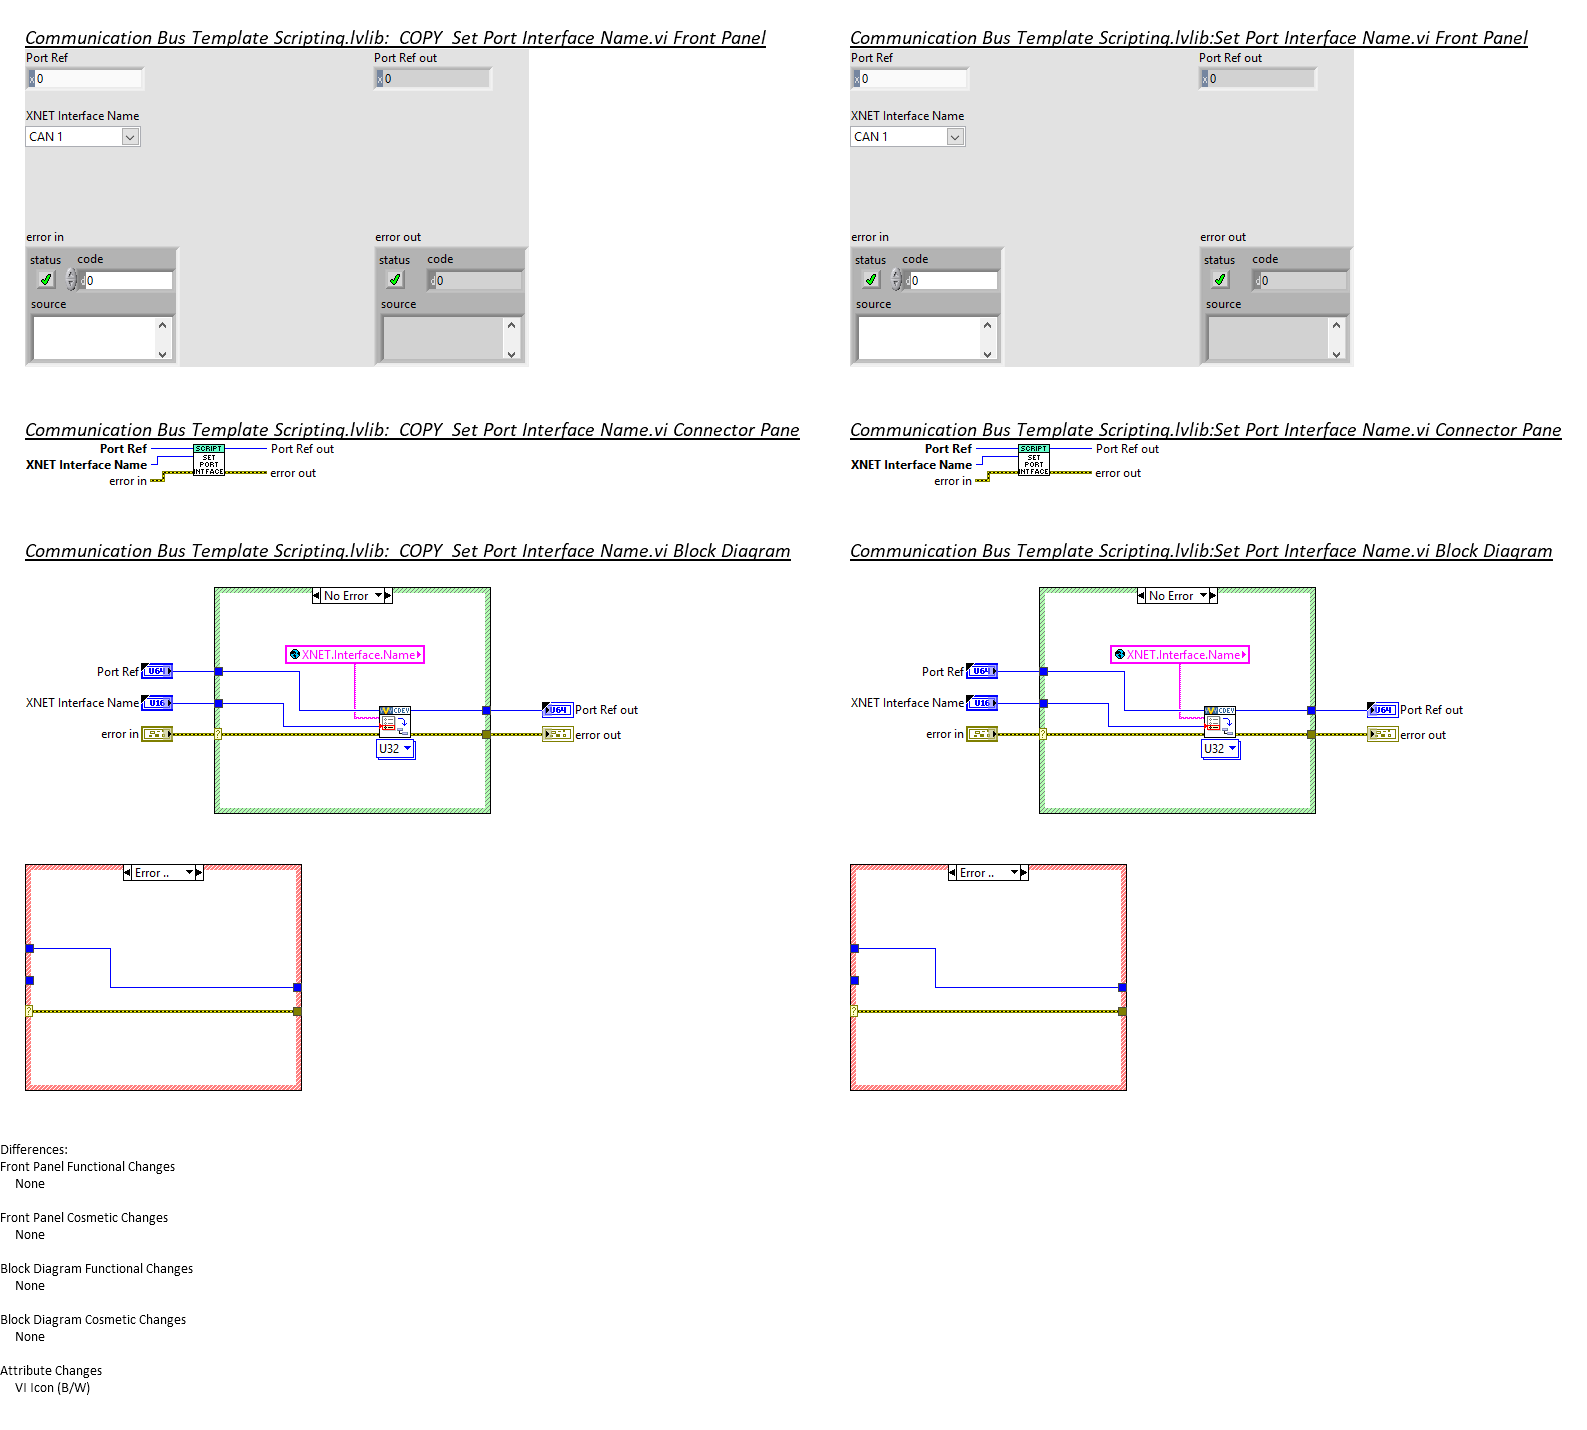 Communication Bus Template Scripting.lvlib:_COPY_Set Port Interface Name.vi Front Panel
Port Ref
x 0
Port Ref out
x 0
XNET Interface Name
CAN 1
error in
status code
d 0
source
error out
status code
d 0
source
Communication Bus Template Scripting.lvlib:Set Port Interface Name.vi Front Panel
Port Ref
x 0
Port Ref out
x 0
XNET Interface Name
CAN 1
error in
status code
d 0
source
error out
status code
d 0
source
Communication Bus Template Scripting.lvlib:_COPY_Set Port Interface Name.vi Connector Pane
Port Ref
XNET Interface Name
error in
SCRIPT
SET
PORT
INTFACE
Port Ref out
error out
Communication Bus Template Scripting.lvlib:Set Port Interface Name.vi Connector Pane
Port Ref
XNET Interface Name
error in
SCRIPT
SET
PORT
INTFACE
Port Ref out
error out
Communication Bus Template Scripting.lvlib:_COPY_Set Port Interface Name.vi Block Diagram
No Error
XNET.Interface.Name
Port Ref U64
XNET Interface Name U16
error in ?
CDEV
U32
U64 Port Ref out
error out
Error ..
?
Communication Bus Template Scripting.lvlib:Set Port Interface Name.vi Block Diagram
No Error
XNET.Interface.Name
Port Ref U64
XNET Interface Name U16
error in ?
CDEV
U32
U64 Port Ref out
error out
Error ..
?
Differences:
Front Panel Functional Changes
None
Front Panel Cosmetic Changes
None
Block Diagram Functional Changes
None
Block Diagram Cosmetic Changes
None
Attribute Changes
VI Icon (B/W)